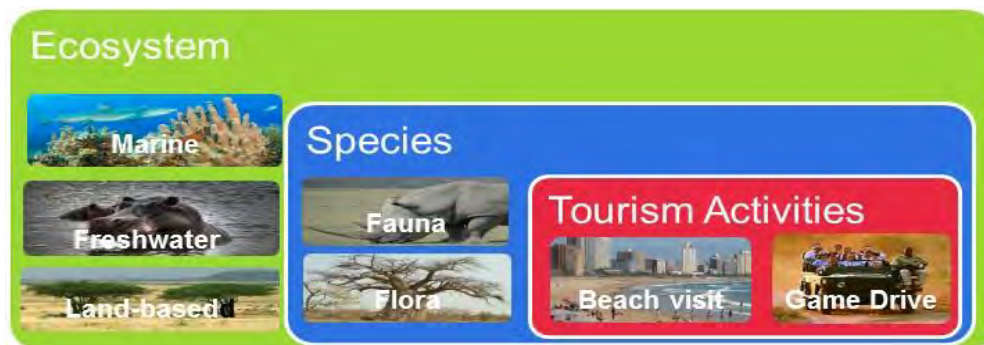 Ecosystem
Marine
Freshwater
Land-based
Species
Fauna
Flora
Tourism Activities
Beach visit
Game Drive